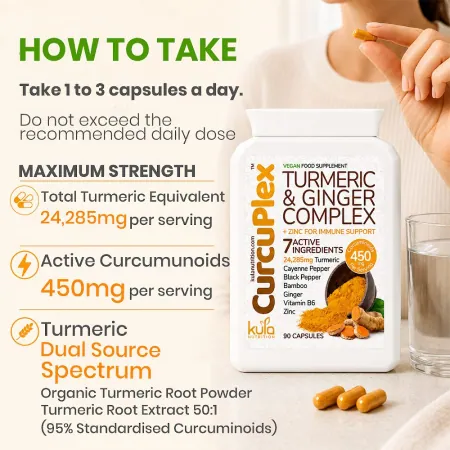 HOW TO TAKE
Take 1 to 3 capsules a day.
Do not exceed the
recommended daily dose
MAXIMUM STRENGTH
Total Turmeric Equivalent
24,285mg per serving
Active Curcumunoids
450mg per serving
Turmeric
Dual Source
Spectrum
Organic Turmeric Root Powder
Turmeric Root Extract 50:1
(95% Standardised Curcuminoids)
CurcuPlex™
kulanutrition.com
VEGAN FOOD SUPPLEMENT
TURMERIC
& GINGER
COMPLEX
+ ZINC FOR IMMUNE SUPPORT
7 ACTIVE
INGREDIENTS
24,285mg Turmeric
Cayenne Pepper
Black Pepper
Bamboo
Ginger
Vitamin B6
Zinc
450
kula
NUTRITION
90 CAPSULES